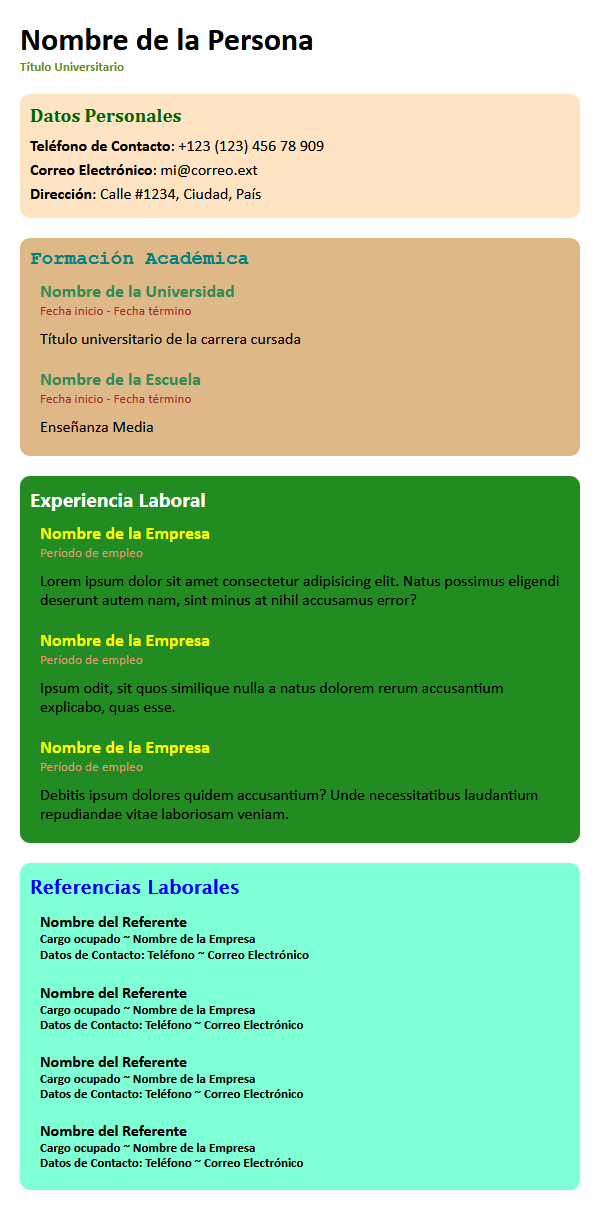 Nombre de la Persona
Título Universitario
Datos Personales
Teléfono de Contacto: +123 (123) 456 78 909
Correo Electrónico: mi@correo.ext
Dirección: Calle #1234, Ciudad, País
Formación Académica
Nombre de la Universidad
Fecha inicio - Fecha término
Título universitario de la carrera cursada
Nombre de la Escuela
Fecha inicio - Fecha término
Enseñanza Media
Experiencia Laboral
Nombre de la Empresa
Período de empleo
Lorem ipsum dolor sit amet consectetur adipisicing elit. Natus possimus eligendi
deserunt autem nam, sint minus at nihil accusamus error?
Nombre de la Empresa
Período de empleo
Ipsum odit, sit quos similique nulla a natus dolorem rerum accusantium
explicabo, quas esse.
Nombre de la Empresa
Período de empleo
Debitis ipsum dolores quidem accusantium? Unde necessitatibus laudantium
repudiandae vitae laboriosam veniam.
Referencias Laborales
Nombre del Referente
Cargo ocupado ~ Nombre de la Empresa
Datos de Contacto: Teléfono ~ Correo Electrónico
Nombre del Referente
Cargo ocupado ~ Nombre de la Empresa
Datos de Contacto: Teléfono ~ Correo Electrónico
Nombre del Referente
Cargo ocupado ~ Nombre de la Empresa
Datos de Contacto: Teléfono ~ Correo Electrónico
Nombre del Referente
Cargo ocupado ~ Nombre de la Empresa
Datos de Contacto: Teléfono ~ Correo Electrónico